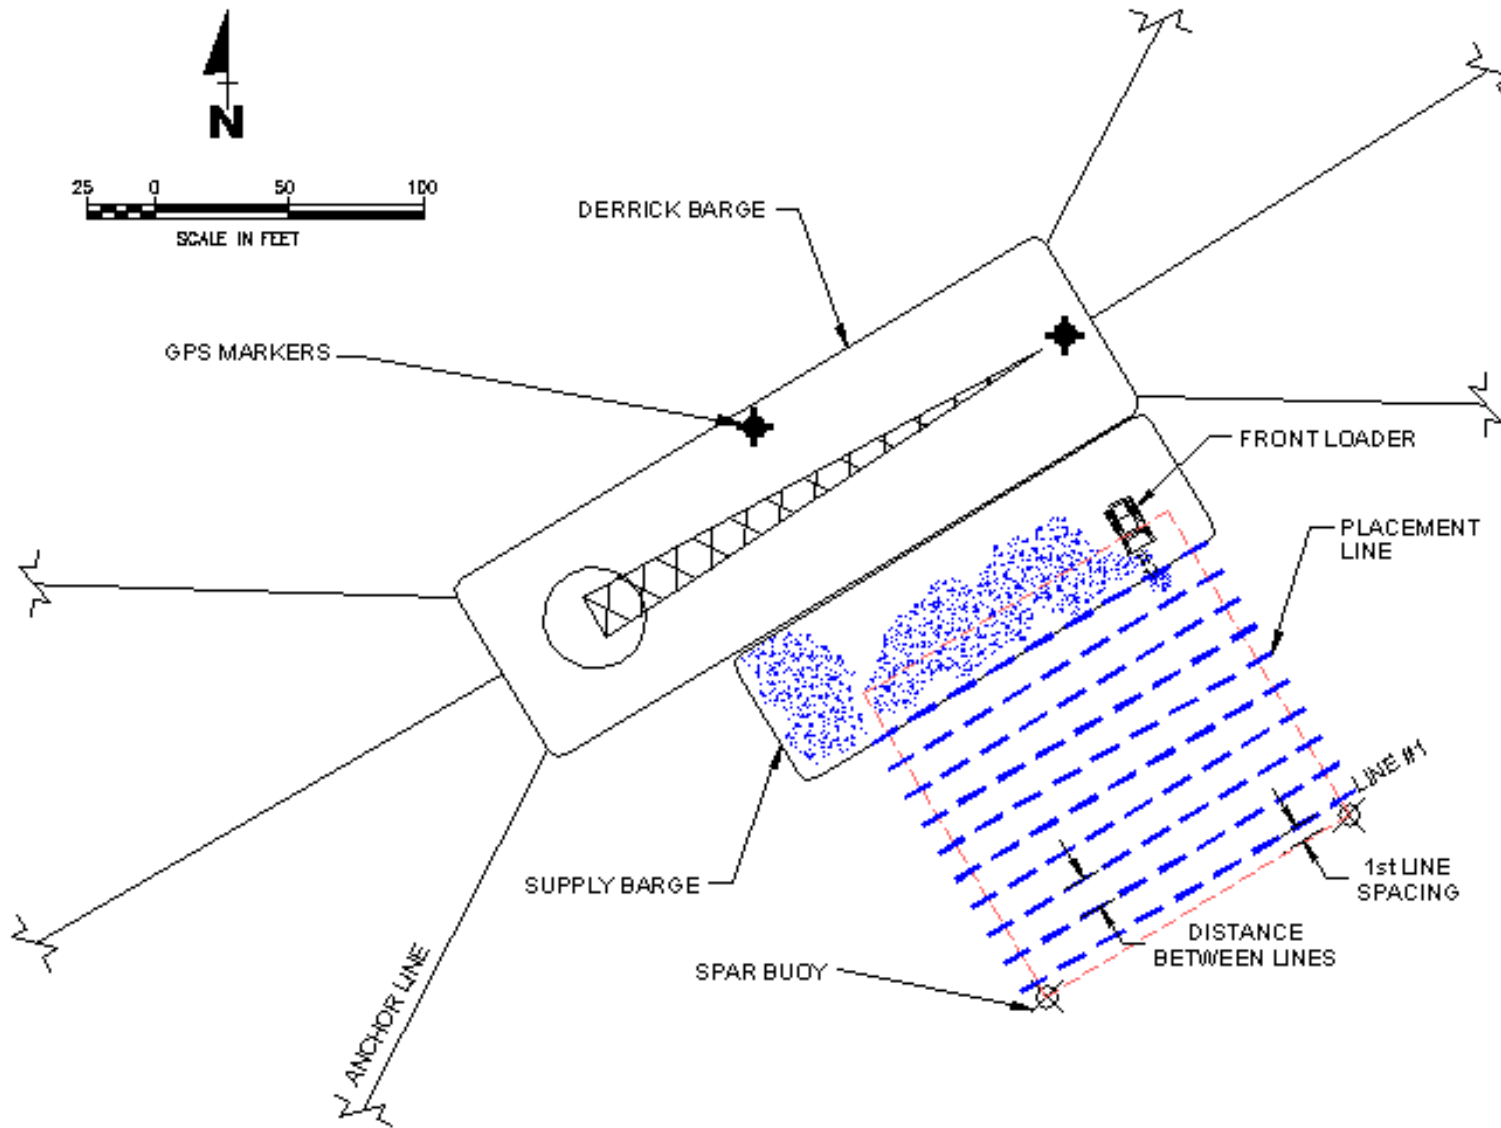 N
25 0 50 100
SCALE IN FEET
DERRICK BARGE
GPS MARKERS
FRONT LOADER
PLACEMENT
LINE
LINE #1
1st LINE
SPACING
SUPPLY BARGE
DISTANCE
BETWEEN LINES
SPAR BUOY
ANCHOR LINE